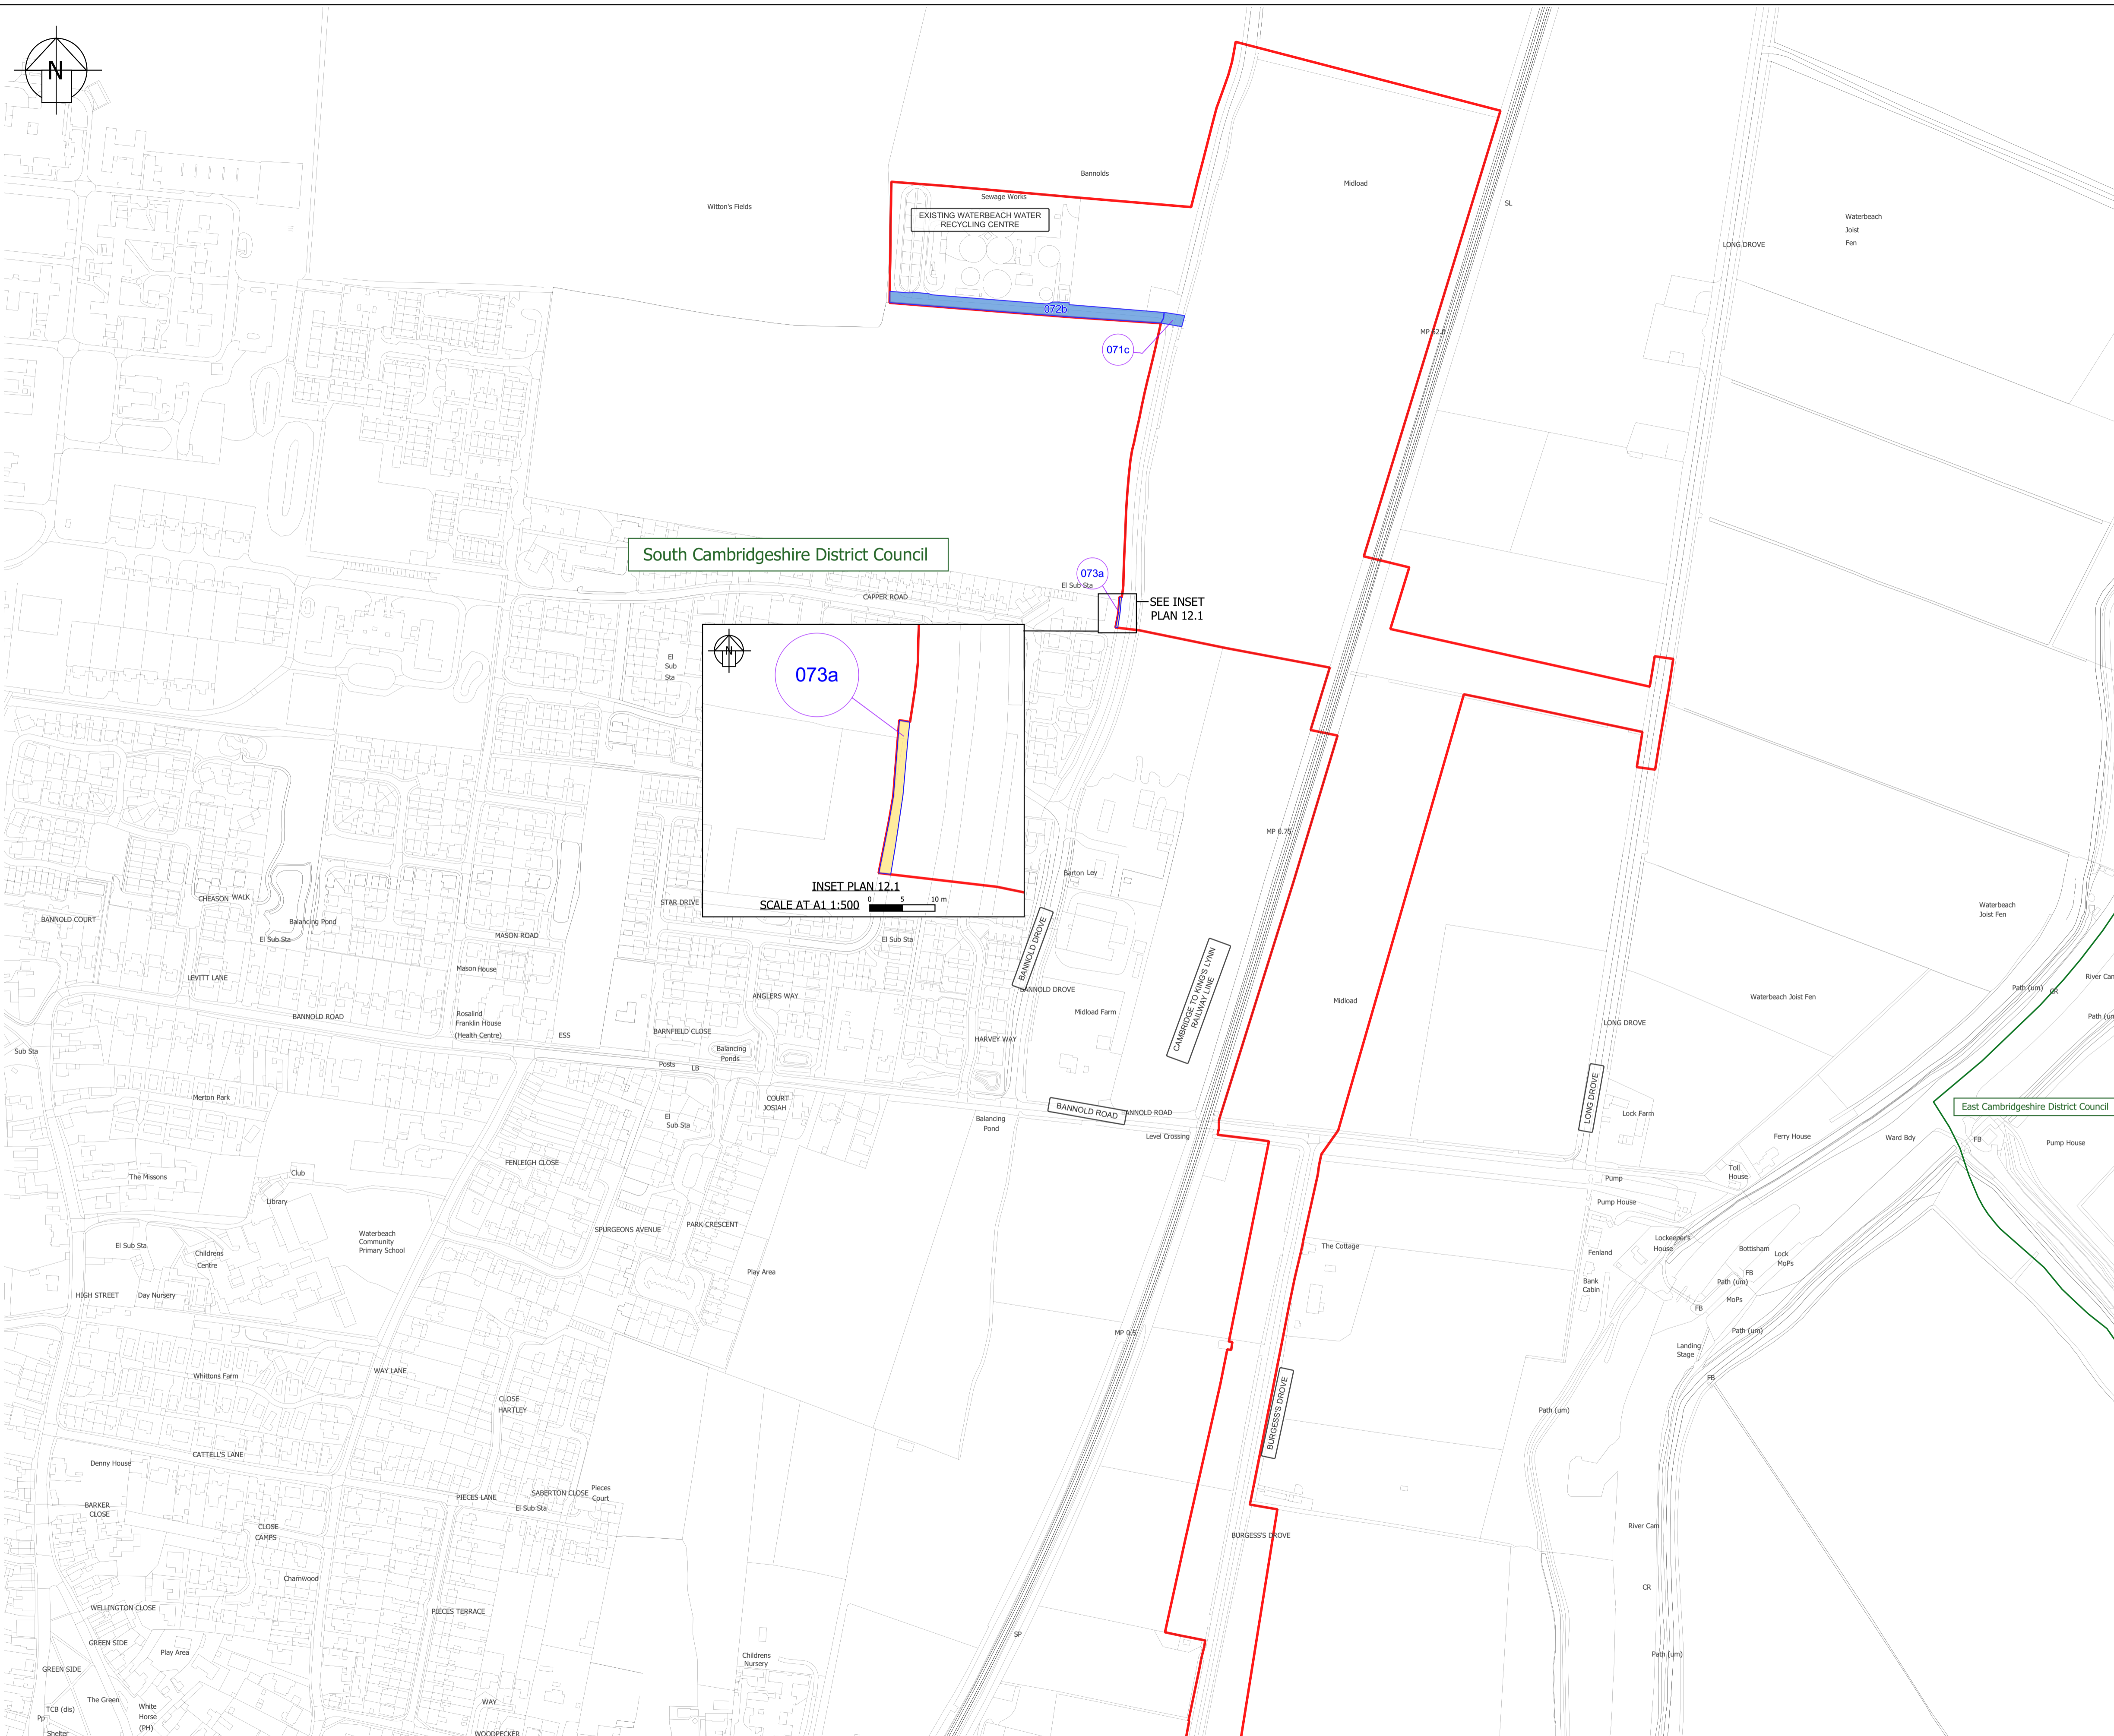 N
Bannolds
Midload
Witton's Fields
Sewage Works
EXISTING WATERBEACH WATER
RECYCLING CENTRE
SL
Waterbeach
Joist
Fen
LONG DROVE
072b
071c
MP 62.0
South Cambridgeshire District Council
073a
El Sub Sta
CAPPER ROAD
SEE INSET
PLAN 12.1
El
Sub
Sta
N
073a
INSET PLAN 12.1
SCALE AT A1 1:500
0 5 10 m
MP 0.75
Barton Ley
CHEASON WALK
STAR DRIVE
BANNOLD COURT
Balancing Pond
El Sub Sta
MASON ROAD
El Sub Sta
BANNOLD DROVE
Waterbeach
Joist Fen
Mason House
LEVITT LANE
CAMBRIDGE TO KING'S LYNN
RAILWAY LINE
River Cam
Path (um)
CR
BANNOLD DROVE
ANGLERS WAY
Midload
Waterbeach Joist Fen
Midload Farm
Rosalind
Franklin House
(Health Centre)
BANNOLD ROAD
ESS
BARNFIELD CLOSE
HARVEY WAY
LONG DROVE
Path (um)
Sub Sta
Balancing
Ponds
Posts
LB
Merton Park
COURT
JOSIAH
El
Sub Sta
BANNOLD ROAD
ANNOLD ROAD
Balancing
Pond
Level Crossing
LONG DROVE
Lock Farm
East Cambridgeshire District Council
Ferry House
Ward Bdy
FB
Pump House
FENLEIGH CLOSE
Club
The Missons
Library
Toll
House
Pump
Pump House
SPURGEONS AVENUE
PARK CRESCENT
Waterbeach
Community
Primary School
El Sub Sta
Childrens
Centre
The Cottage
Fenland
Lockeeper's
House
Bottisham
Lock
MoPs
FB
Path (um)
Play Area
Bank
Cabin
MoPs
FB
HIGH STREET
Day Nursery
MP 0.5
Path (um)
Landing
Stage
FB
WAY LANE
Whittons Farm
CLOSE
HARTLEY
BURGESS'S DROVE
Path (um)
CATTELL'S LANE
Denny House
Pieces
Court
SABERTON CLOSE
PIECES LANE
El Sub Sta
BARKER
CLOSE
CLOSE
CAMPS
BURGESS'S DROVE
River Cam
Charnwood
CR
WELLINGTON CLOSE
PIECES TERRACE
SP
GREEN SIDE
Play Area
Childrens
Nursery
Path (um)
GREEN SIDE
The Green
White
Horse
(PH)
TCB (dis)
Pp
Shelter
WAY
WOODPECKER